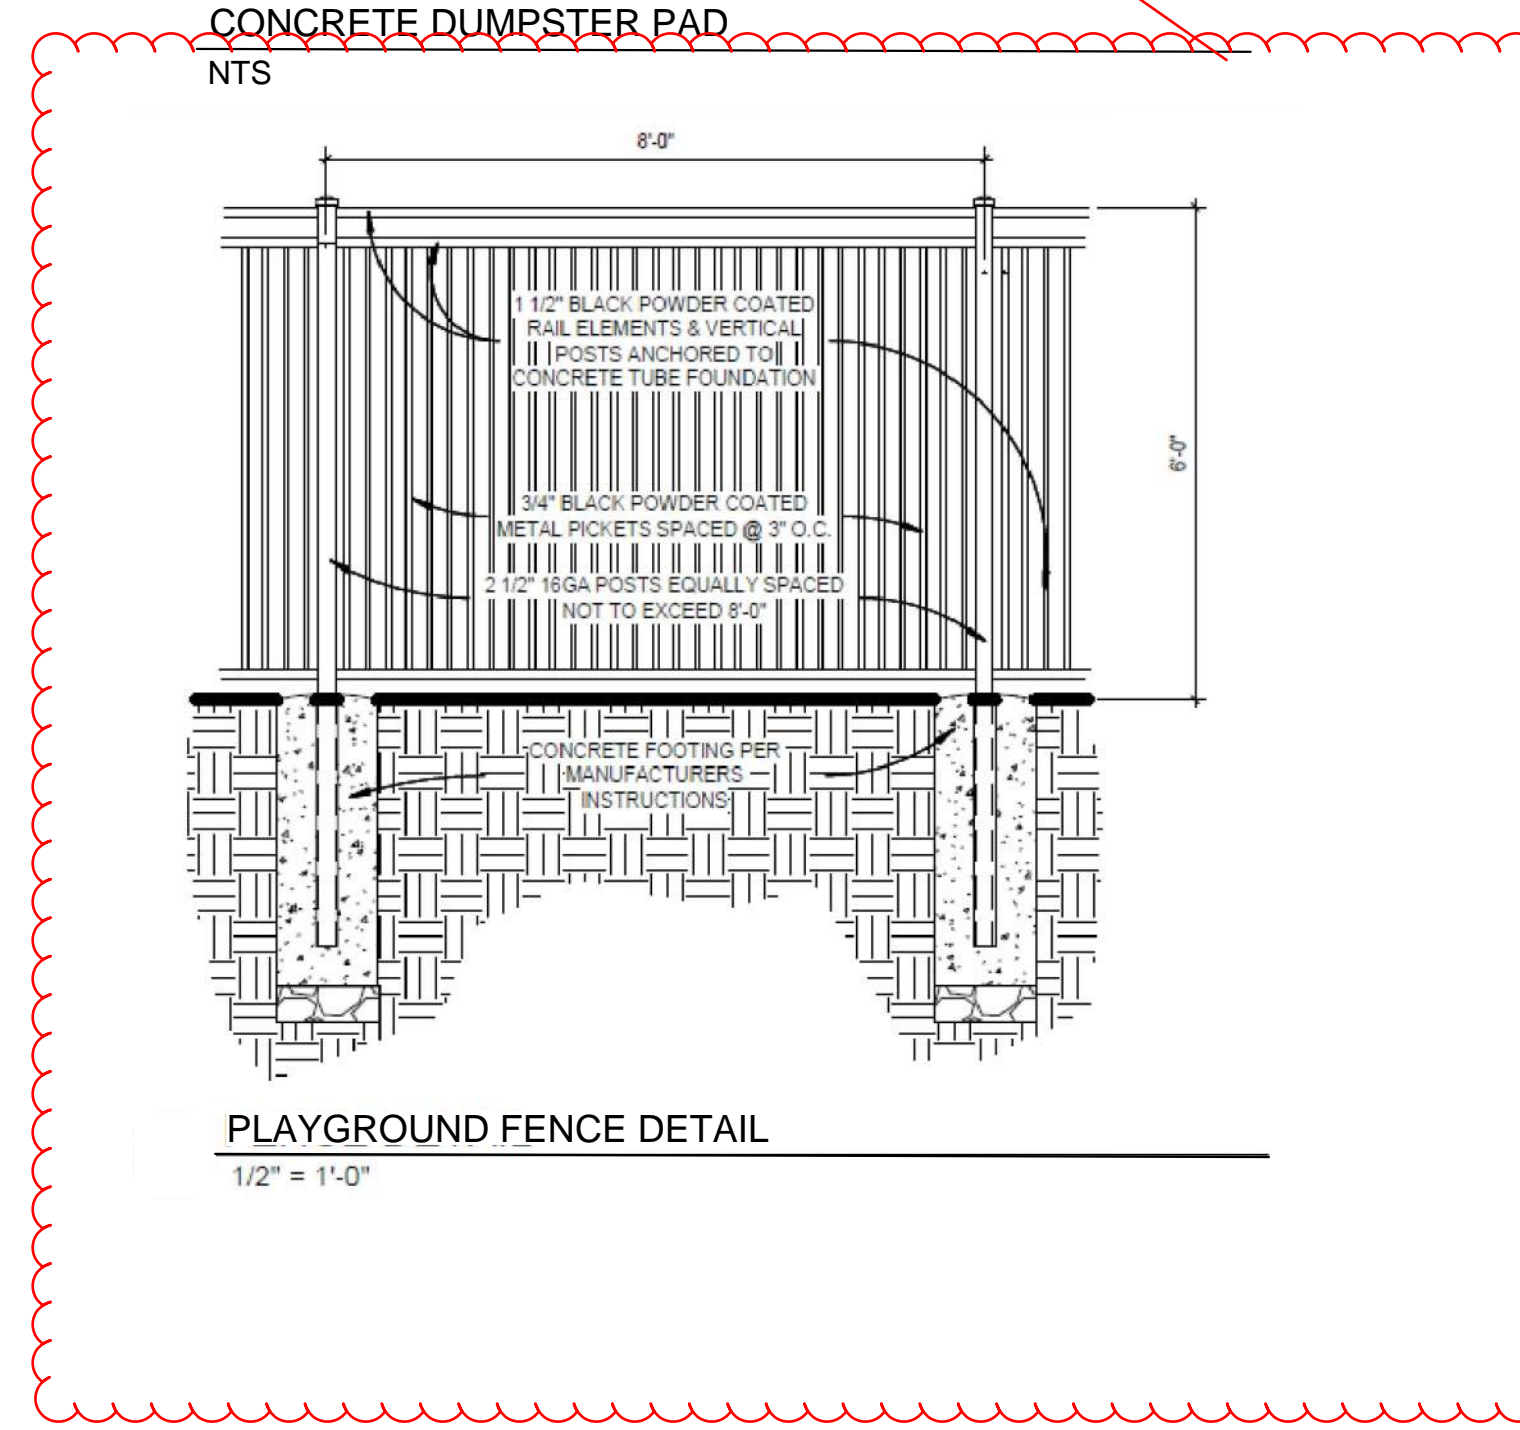 CONCRETE DUMPSTER PAD
NTS
8'-0"
1 1/2" BLACK POWDER COATED
RAIL ELEMENTS & VERTICAL
POSTS ANCHORED TO
CONCRETE TUBE FOUNDATION
6'-0"
3/4" BLACK POWDER COATED
METAL PICKETS SPACED @ 3" O.C.
2 1/2" 16GA POSTS EQUALLY SPACED
NOT TO EXCEED 8'-0"
CONCRETE FOOTING PER
MANUFACTURERS
INSTRUCTIONS
PLAYGROUND FENCE DETAIL
1/2" = 1'-0"